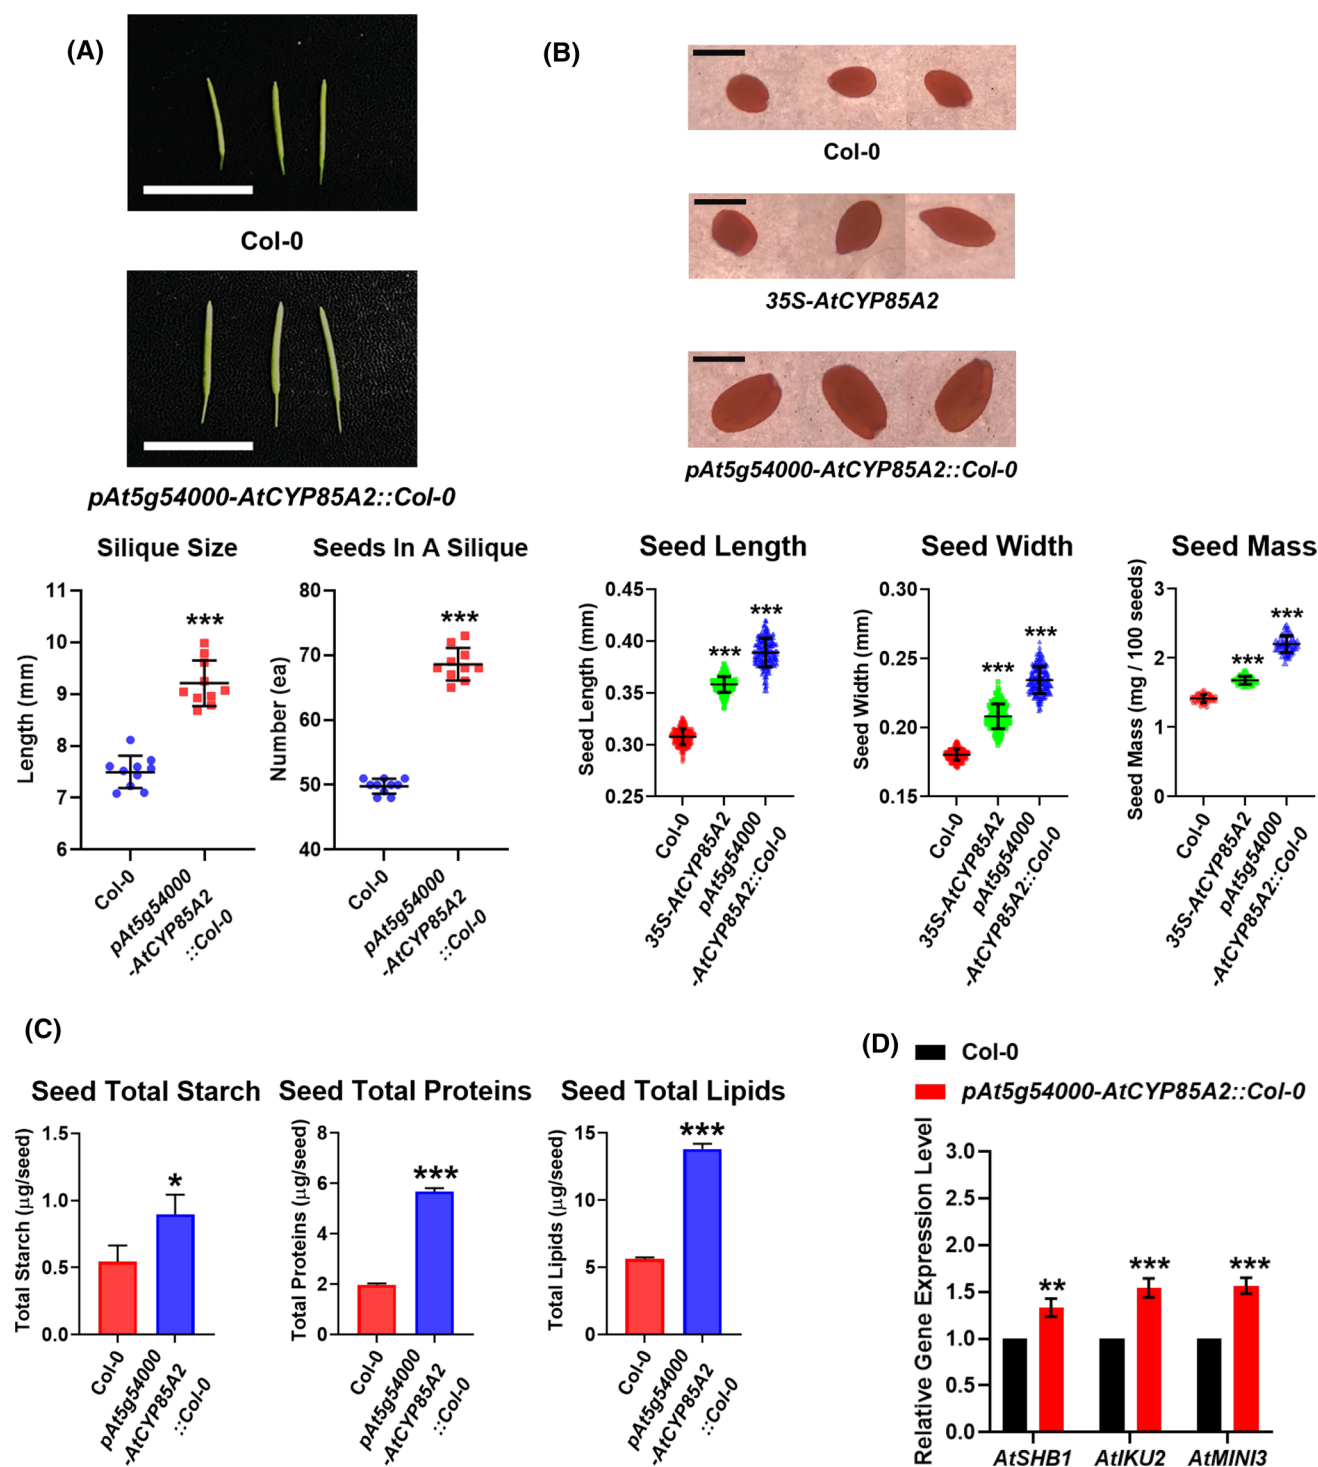 (A)
Col-0
pAt5g54000-AtCYP85A2::Col-0
Silique Size
Length (mm)
11
10
9
8
7
6
***
Col-0
pAt5g54000
-AtCYP85A2
::Col-0
Seeds In A Silique
Number (ea)
80
70
60
50
40
***
Col-0
pAt5g54000
-AtCYP85A2
::Col-0
(B)
Col-0
35S-AtCYP85A2
pAt5g54000-AtCYP85A2::Col-0
Seed Length
Seed Length (mm)
0.45
0.40
0.35
0.30
0.25
***
***
Col-0
35S-AtCYP85A2
pAt5g54000
-AtCYP85A2::Col-0
Seed Width
Seed Width (mm)
0.30
0.25
0.20
0.15
***
***
Col-0
35S-AtCYP85A2
pAt5g54000
-AtCYP85A2::Col-0
Seed Mass
Seed Mass (mg / 100 seeds)
3
2
1
0
***
***
Col-0
35S-AtCYP85A2
pAt5g54000
-AtCYP85A2::Col-0
(C)
Seed Total Starch
Total Starch (µg/seed)
1.5
1.0
0.5
0.0
*
Col-0
pAt5g54000
-AtCYP85A2
::Col-0
Seed Total Proteins
Total Proteins (µg/seed)
8
6
4
2
0
***
Col-0
pAt5g54000
-AtCYP85A2
::Col-0
Seed Total Lipids
Total Lipids (µg/seed)
15
10
5
0
***
Col-0
pAt5g54000
-AtCYP85A2
::Col-0
(D)
Col-0
pAt5g54000-AtCYP85A2::Col-0
Relative Gene Expression Level
3.0
2.5
2.0
1.5
1.0
0.5
0.0
**
***
***
AtSHB1
AtIKU2
AtMINI3